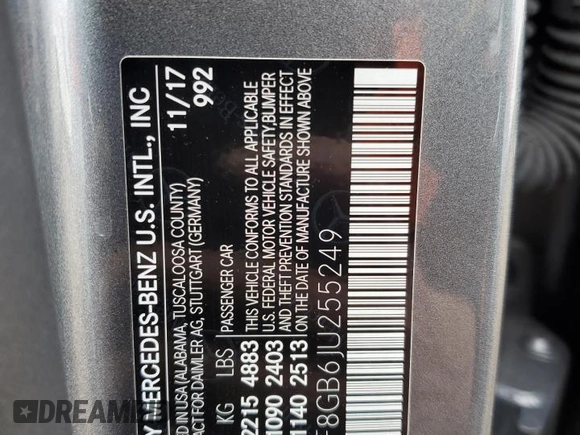 Y MERCEDES-BENZ U.S. INTL., INC
11/17
992
D IN USA (ALABAMA, TUSCALOOSA COUNTY)
ACT FOR DAIMLER AG, STUTTGART (GERMANY)
KG LBS PASSENGER CAR
2215 4883 THIS VEHICLE CONFORMS TO ALL APPLICABLE
1090 2403 U.S. FEDERAL MOTOR VEHICLE SAFETY, BUMPER
1140 2513 AND THEFT PREVENTION STANDARDS IN EFFECT
ON THE DATE OF MANUFACTURE SHOWN ABOVE
F8GB6JU255249
DREAMBID